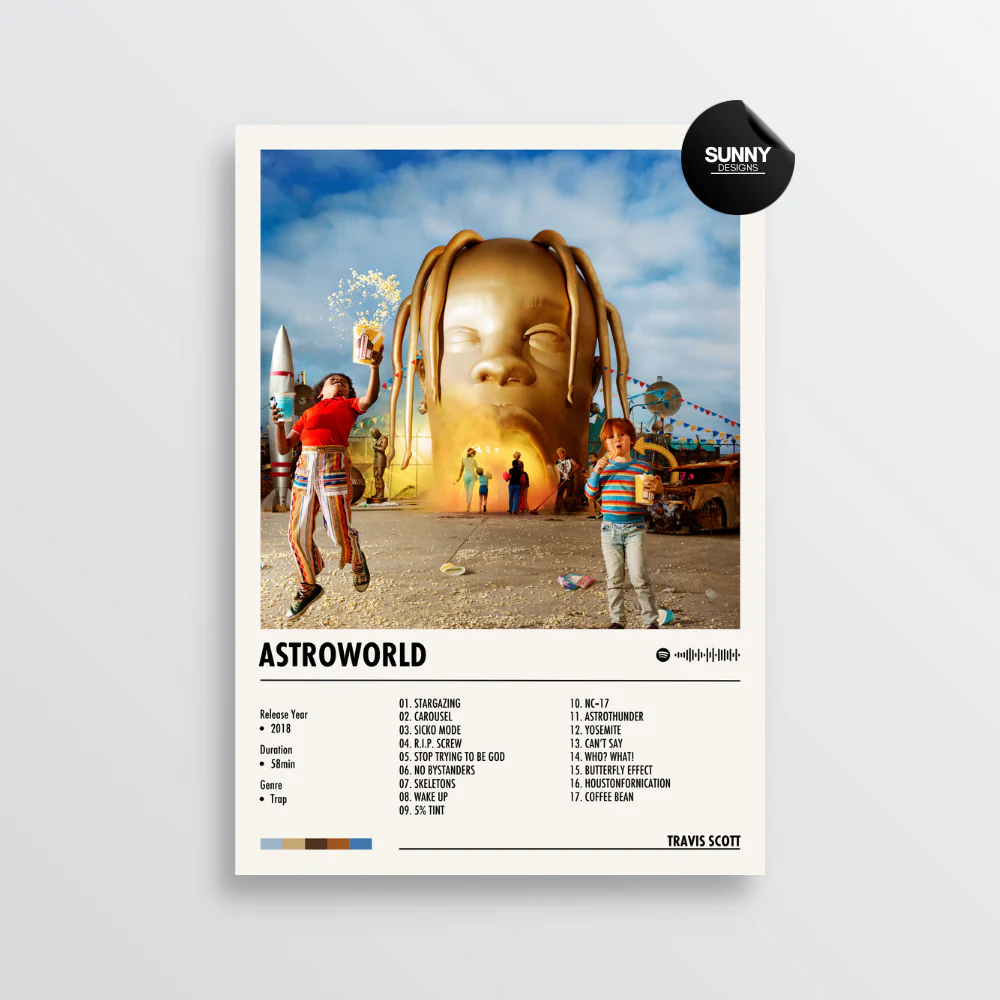 SUNNY
DESIGNS
ASTROWORLD
Release Year
• 2018
Duration
• 58min
Genre
• Trap
01. STARGAZING
02. CAROUSEL
03. SICKO MODE
04. R.I.P. SCREW
05. STOP TRYING TO BE GOD
06. NO BYSTANDERS
07. SKELETONS
08. WAKE UP
09. 5% TINT
10. NC-17
11. ASTROTHUNDER
12. YOSEMITE
13. CAN'T SAY
14. WHO? WHAT!
15. BUTTERFLY EFFECT
16. HOUSTONFORNICATION
17. COFFEE BEAN
TRAVIS SCOTT